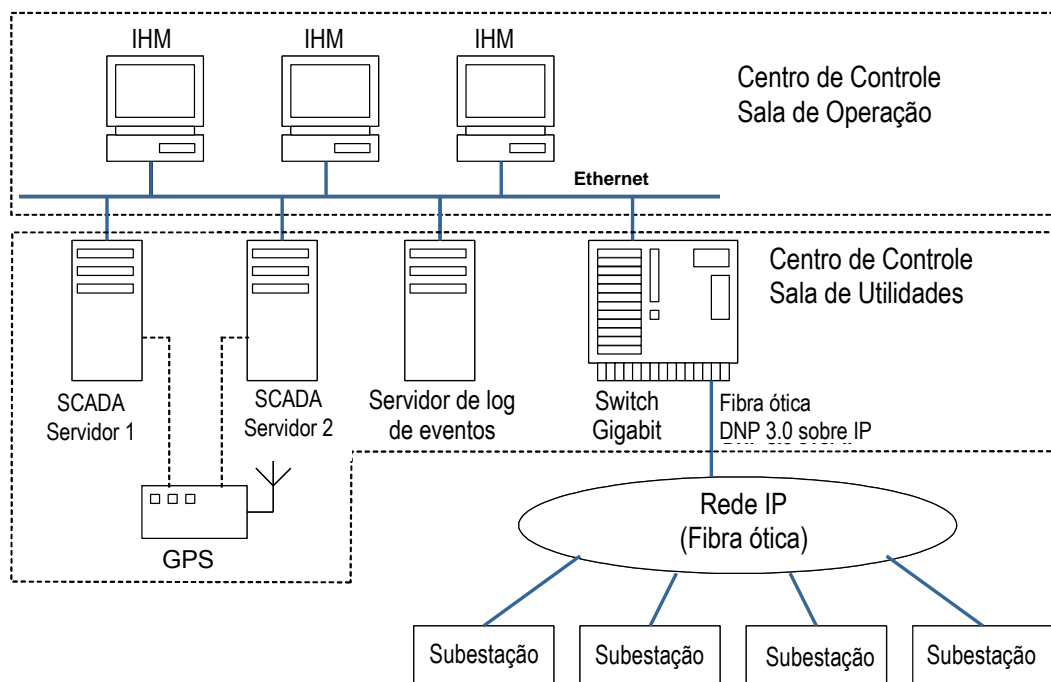 IHM
IHM
IHM
Centro de Controle
Sala de Operação
Ethernet
Centro de Controle
Sala de Utilidades
SCADA
Servidor 1
SCADA
Servidor 2
Servidor de log
de eventos
Switch
Gigabit
Fibra ótica
DNP 3.0 sobre IP
GPS
Rede IP
(Fibra ótica)
Subestação
Subestação
Subestação
Subestação